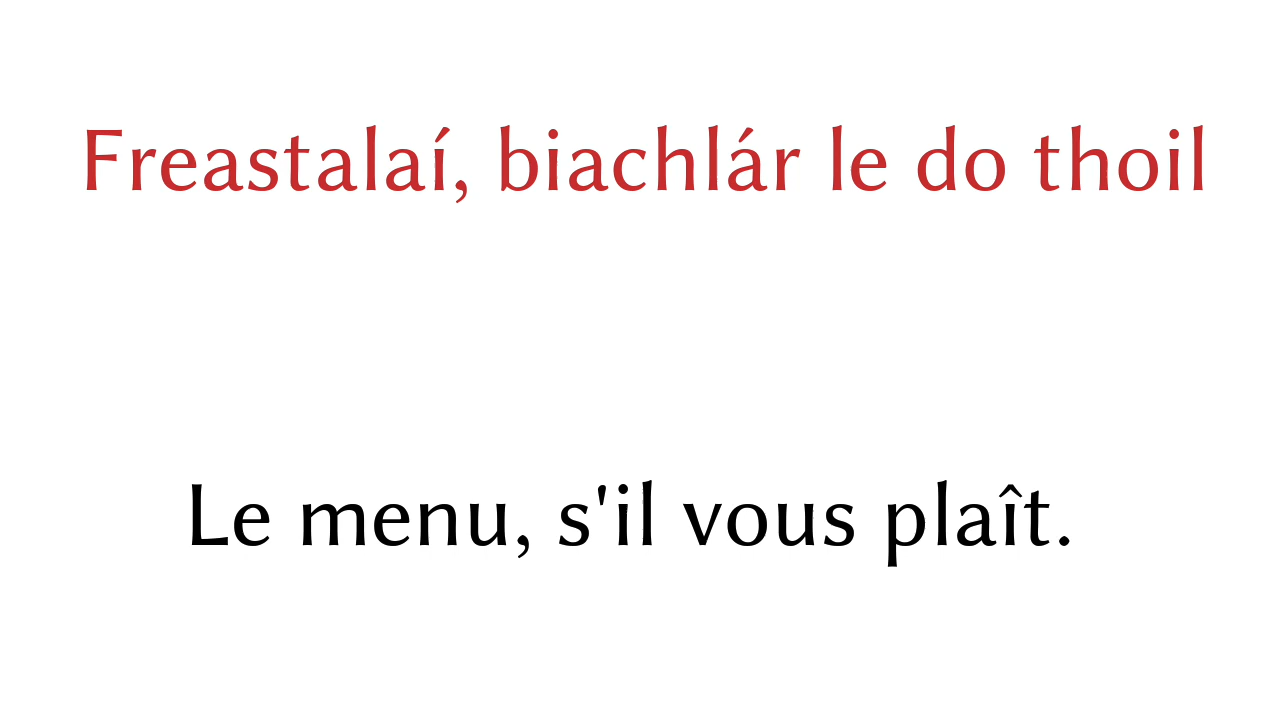 Freastalaí, biachlár le do thoil
Le menu, s'il vous plaît.